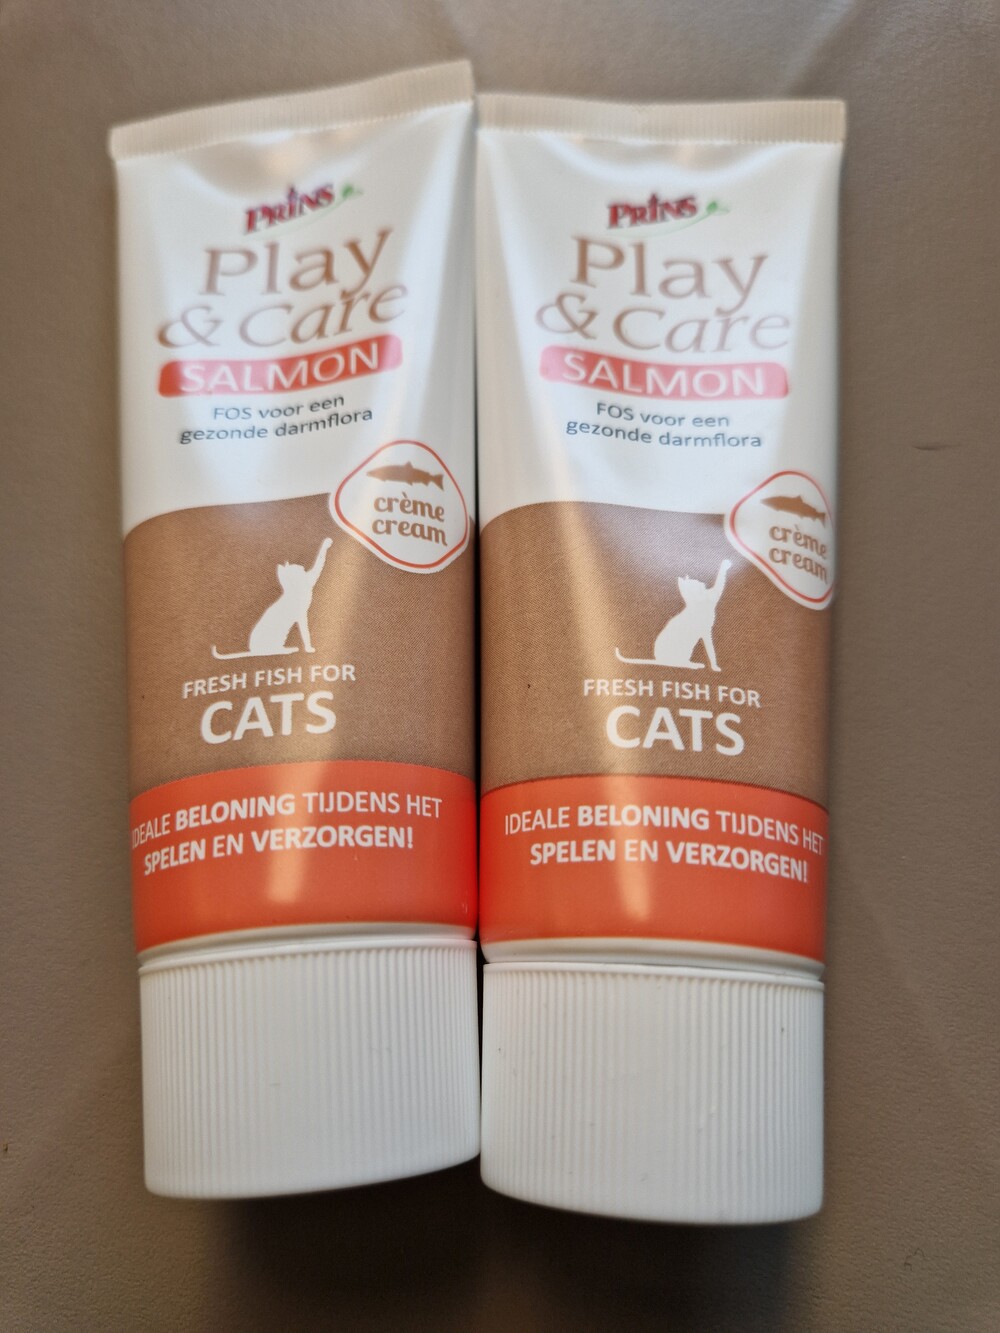 PRINS
Play
& Care
SALMON
FOS voor een
gezonde darmflora
crème
cream
FRESH FISH FOR
CATS
IDEALE BELONING TIJDENS HET
SPELEN EN VERZORGEN!
PRINS
Play
& Care
SALMON
FOS voor een
gezonde darmflora
crème
cream
FRESH FISH FOR
CATS
IDEALE BELONING TIJDENS HET
SPELEN EN VERZORGEN!